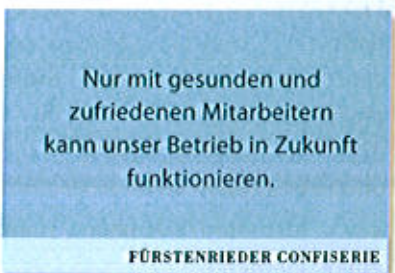 Nur mit gesunden und
zufriedenen Mitarbeitern
kann unser Betrieb in Zukunft
funktionieren.
FÜRSTENRIEDER CONFISERIE